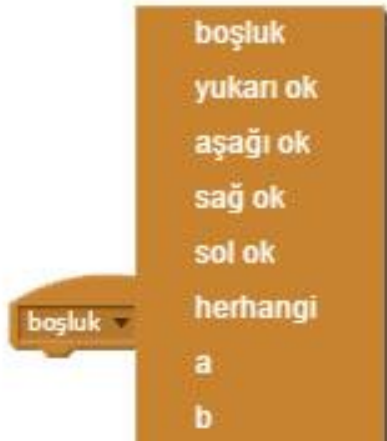 boşluk
yukarı ok
aşağı ok
sağ ok
sol ok
herhangi
boşluk
a
b